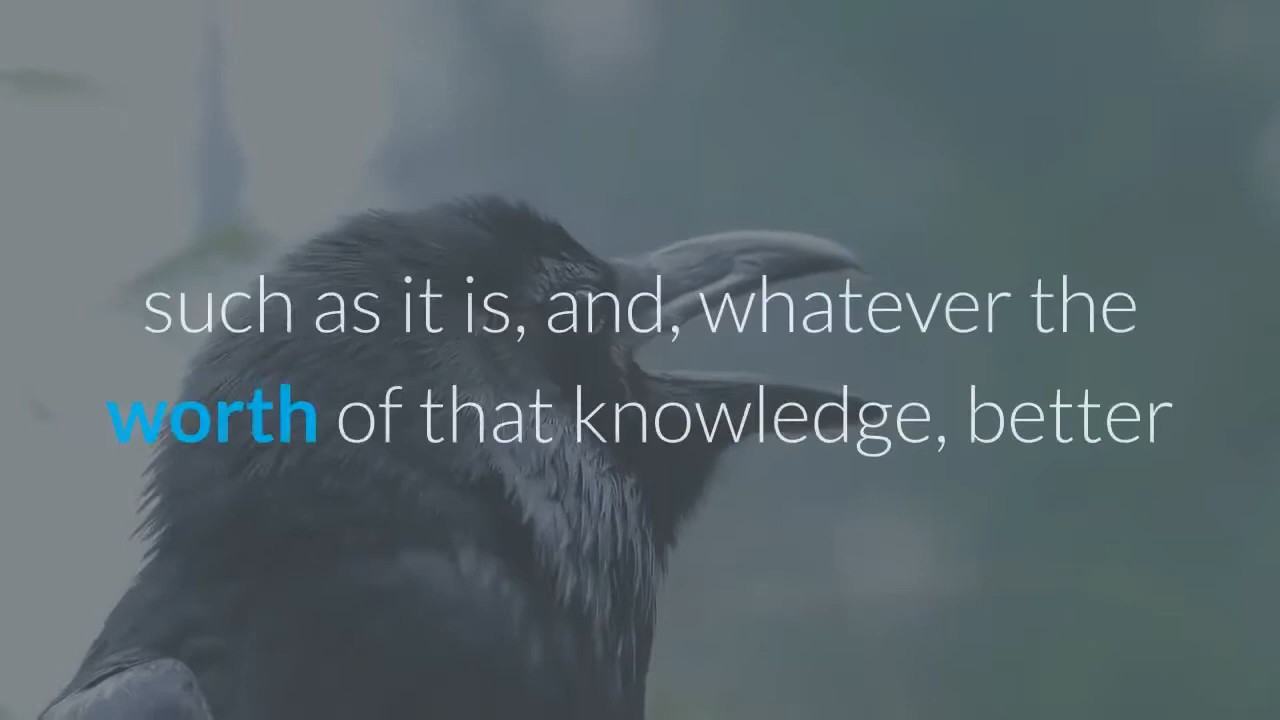 such as it is, and, whatever the
worth of that knowledge, better